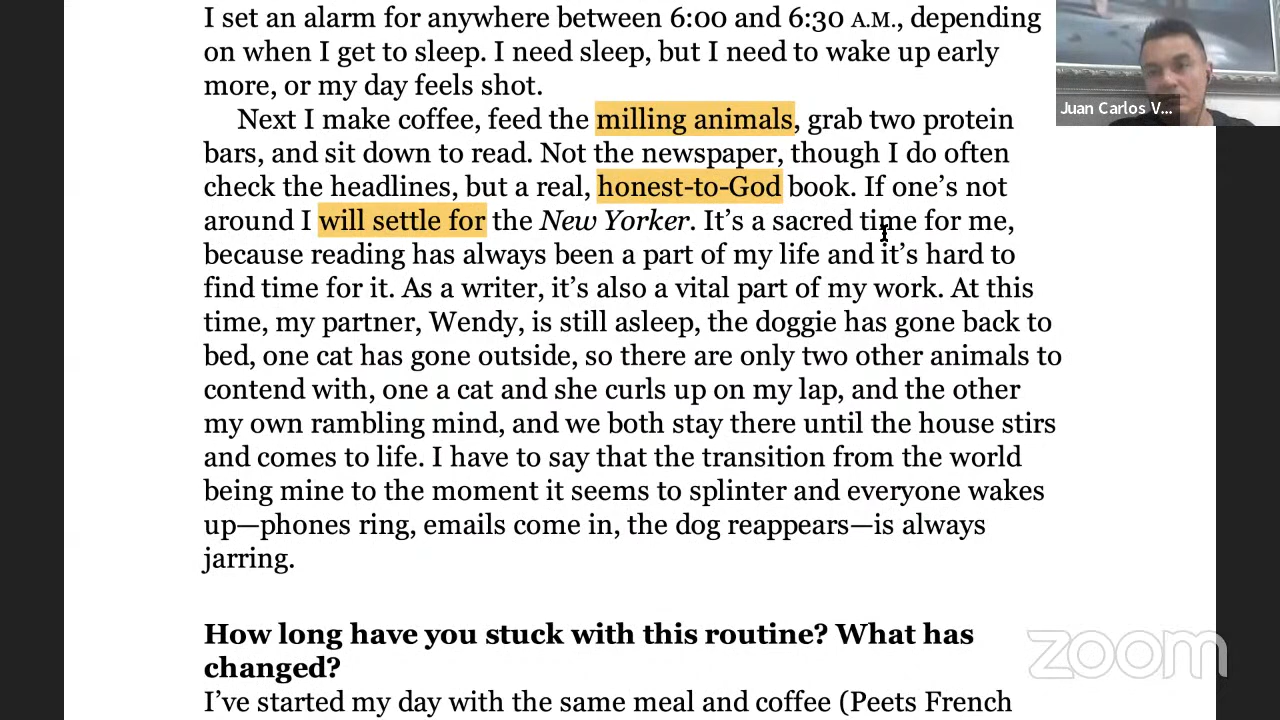 I set an alarm for anywhere between 6:00 and 6:30 A.M., depending
on when I get to sleep. I need sleep, but I need to wake up early
more, or my day feels shot.
Next I make coffee, feed the milling animals, grab two protein
bars, and sit down to read. Not the newspaper, though I do often
check the headlines, but a real, honest-to-God book. If one’s not
around I will settle for the New Yorker. It’s a sacred time for me,
because reading has always been a part of my life and it’s hard to
find time for it. As a writer, it’s also a vital part of my work. At this
time, my partner, Wendy, is still asleep, the doggie has gone back to
bed, one cat has gone outside, so there are only two other animals to
contend with, one a cat and she curls up on my lap, and the other
my own rambling mind, and we both stay there until the house stirs
and comes to life. I have to say that the transition from the world
being mine to the moment it seems to splinter and everyone wakes
up—phones ring, emails come in, the dog reappears—is always
jarring.
How long have you stuck with this routine? What has
changed?
I’ve started my day with the same meal and coffee (Peets French
Juan Carlos V...
zoom